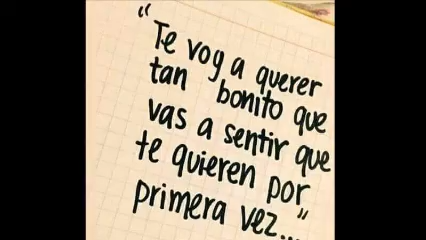 "Te voy a querer
tan bonito que
vas a sentir que
te quieren por
primera vez..."